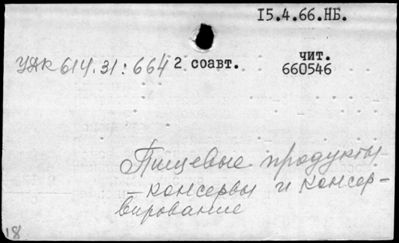 15.4.66.НБ.
УДК 614.31:664 2 соавт. чит.
660546
Пищевые продукты
- консервы и консер-
вирование
18